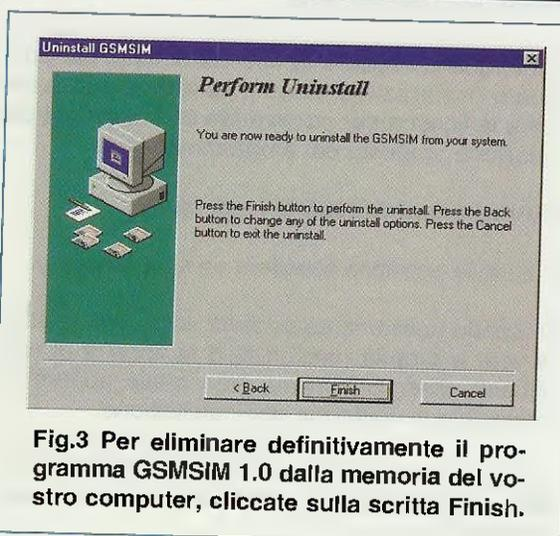 Uninstall GSMSIM
Perform Uninstall
You are now ready to uninstall the GSMSIM from your system.
Press the Finish button to perform the uninstall. Press the Back
button to change any of the uninstall options. Press the Cancel
button to exit the uninstall.
< Back
Finish
Cancel
Fig.3 Per eliminare definitivamente il pro-
gramma GSMSIM 1.0 dalla memoria del vo-
stro computer, cliccate sulla scritta Finish.